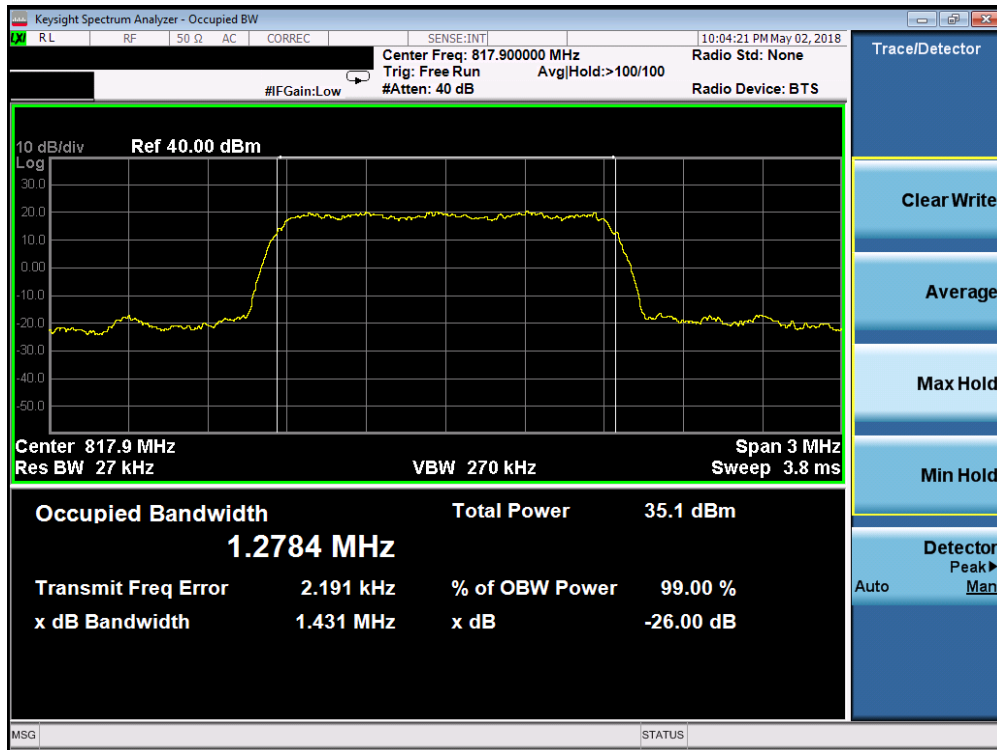 Keysight Spectrum Analyzer - Occupied BW
LXI RL RF 50 Ω AC CORREC SENSE:INT 10:04:21 PM May 02, 2018
Center Freq: 817.900000 MHz Radio Std: None
Trig: Free Run Avg|Hold:>100/100
#IFGain:Low #Atten: 40 dB Radio Device: BTS
Trace/Detector
10 dB/div Ref 40.00 dBm
Log
30.0
20.0
10.0
0.00
-10.0
-20.0
-30.0
-40.0
-50.0
Center 817.9 MHz Span 3 MHz
Res BW 27 kHz VBW 270 kHz Sweep 3.8 ms
Occupied Bandwidth Total Power 35.1 dBm
1.2784 MHz
Transmit Freq Error 2.191 kHz % of OBW Power 99.00 %
x dB Bandwidth 1.431 MHz x dB -26.00 dB
Clear Write
Average
Max Hold
Min Hold
Detector
Peak▶
Auto Man
MSG STATUS